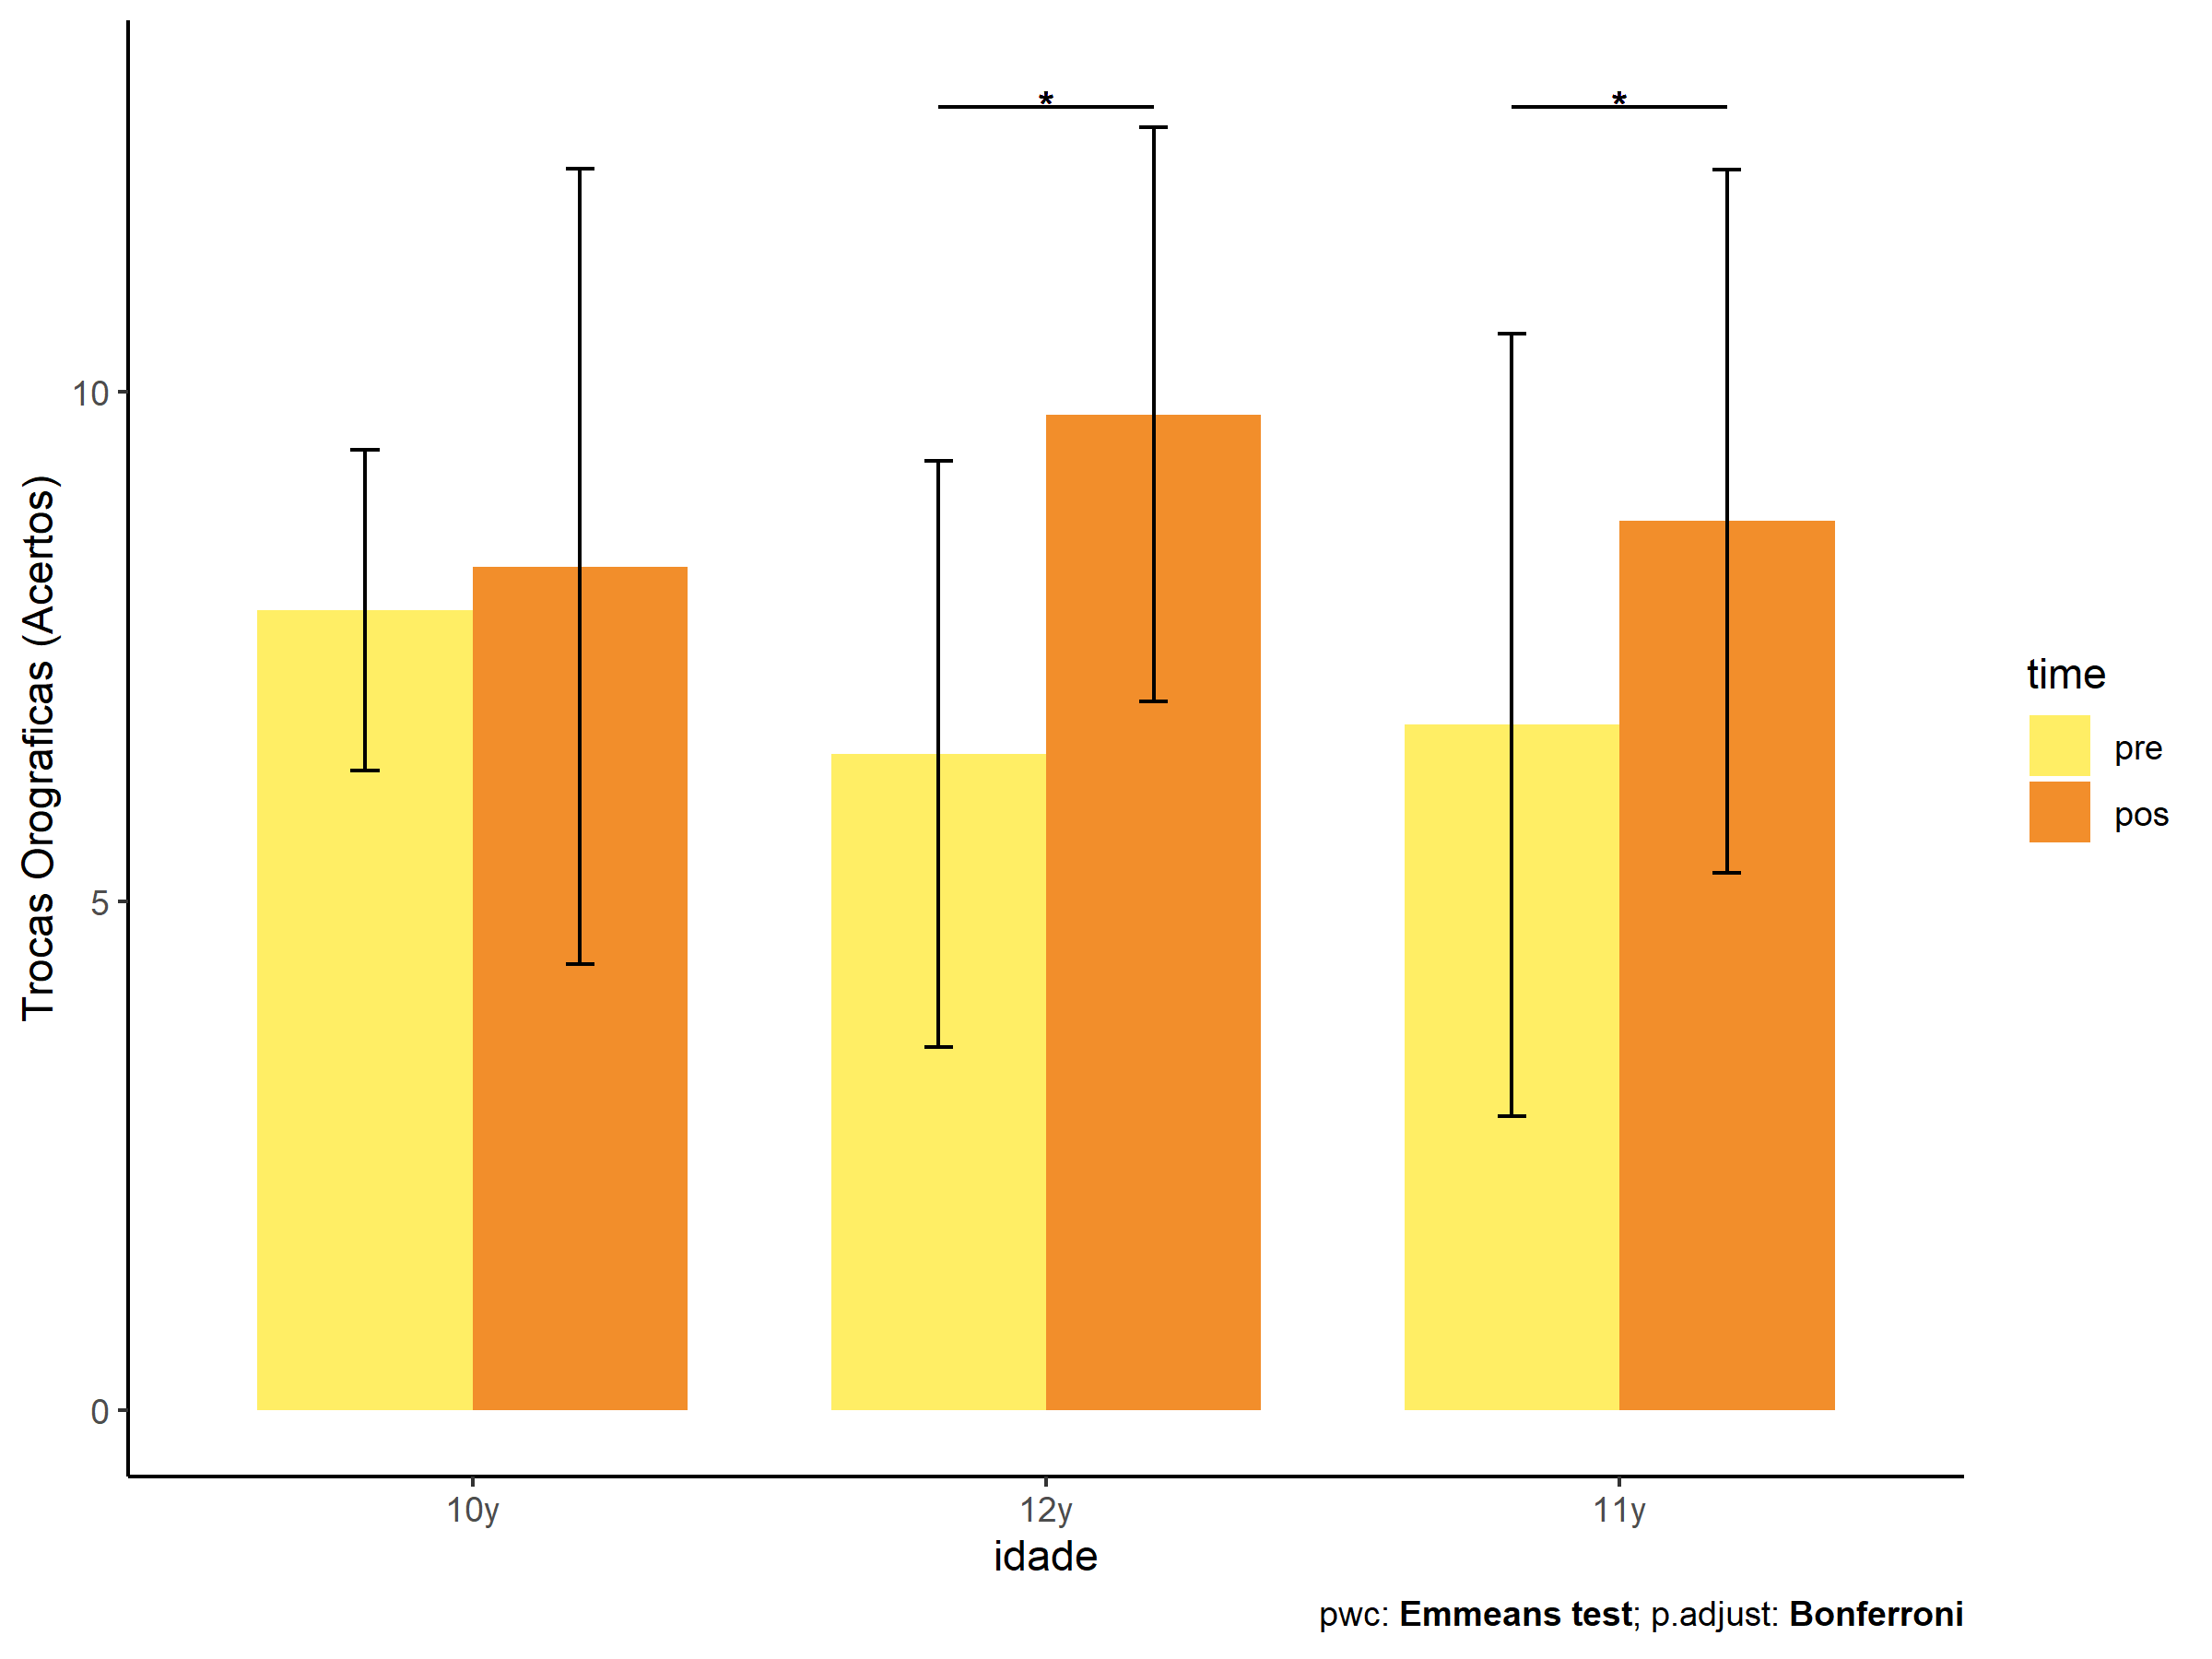 Trocas Orograficas (Acertos)
10
5
0
*
*
10y
12y
11y
idade
time
pre
pos
pwc: Emmeans test; p.adjust: Bonferroni